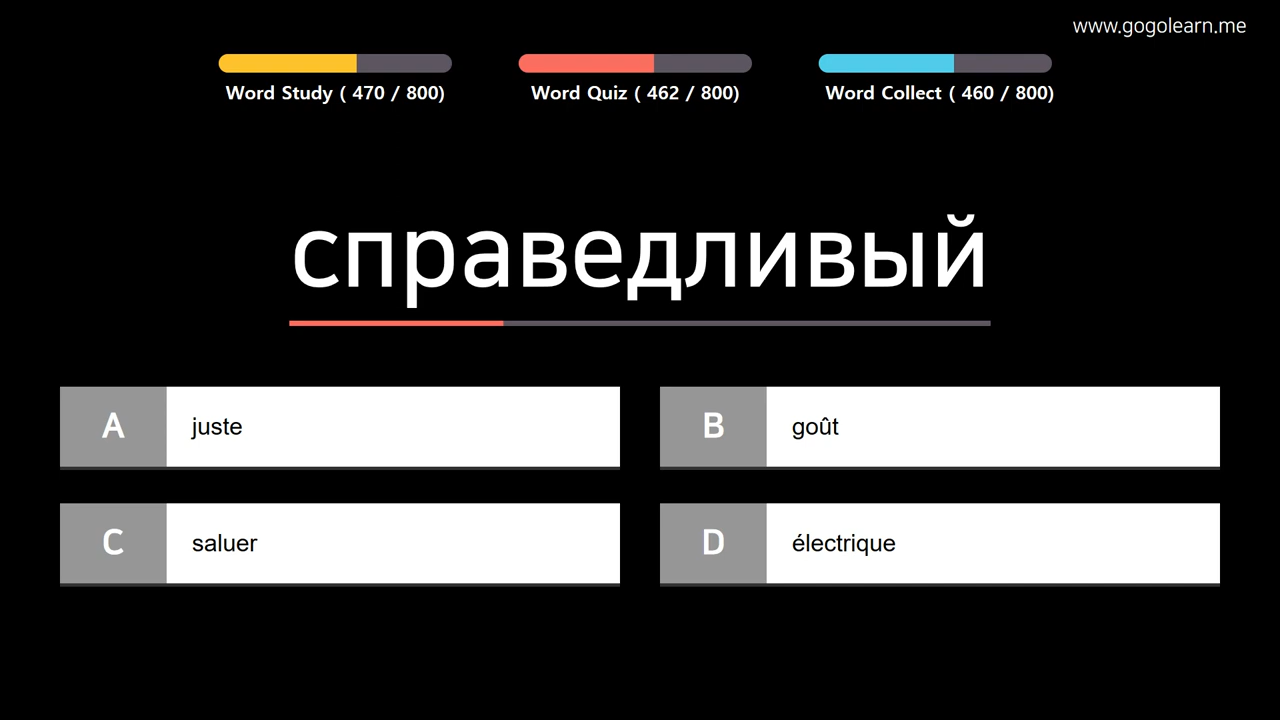 www.gogolearn.me
Word Study ( 470 / 800)
Word Quiz ( 462 / 800)
Word Collect ( 460 / 800)
справедливый
A juste
B goût
C saluer
D électrique